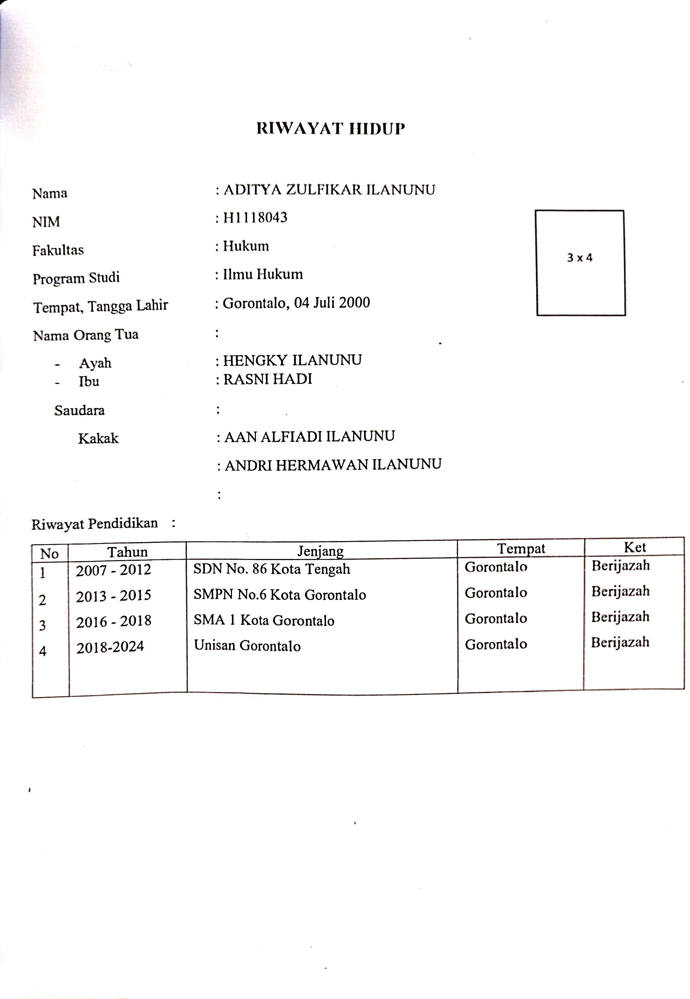 RIWAYAT HIDUP
Nama : ADITYA ZULFIKAR ILANUNU
NIM : H1118043
Fakultas : Hukum
3 x 4
Program Studi : Ilmu Hukum
Tempat, Tangga Lahir : Gorontalo, 04 Juli 2000
Nama Orang Tua :
- Ayah : HENGKY ILANUNU
- Ibu : RASNI HADI
Saudara :
Kakak : AAN ALFIADI ILANUNU
: ANDRI HERMAWAN ILANUNU
:
Riwayat Pendidikan :
No Tahun Jenjang Tempat Ket
1 2007 - 2012 SDN No. 86 Kota Tengah Gorontalo Berijazah
2 2013 - 2015 SMPN No.6 Kota Gorontalo Gorontalo Berijazah
3 2016 - 2018 SMA 1 Kota Gorontalo Gorontalo Berijazah
4 2018-2024 Unisan Gorontalo Gorontalo Berijazah